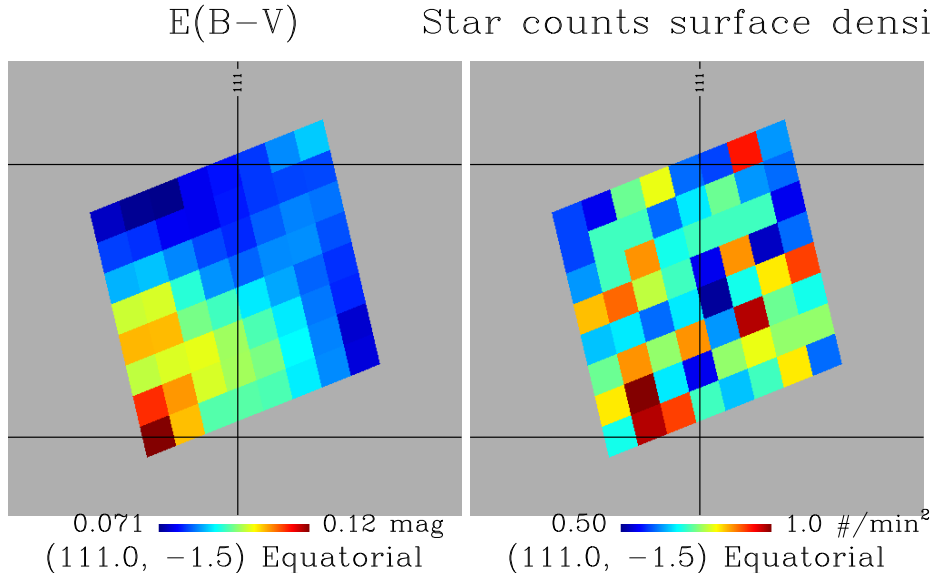 E(B−V)
Star counts surface densi
111
111
0.071 0.12 mag
0.50 1.0 #/min²
(111.0, −1.5) Equatorial
(111.0, −1.5) Equatorial